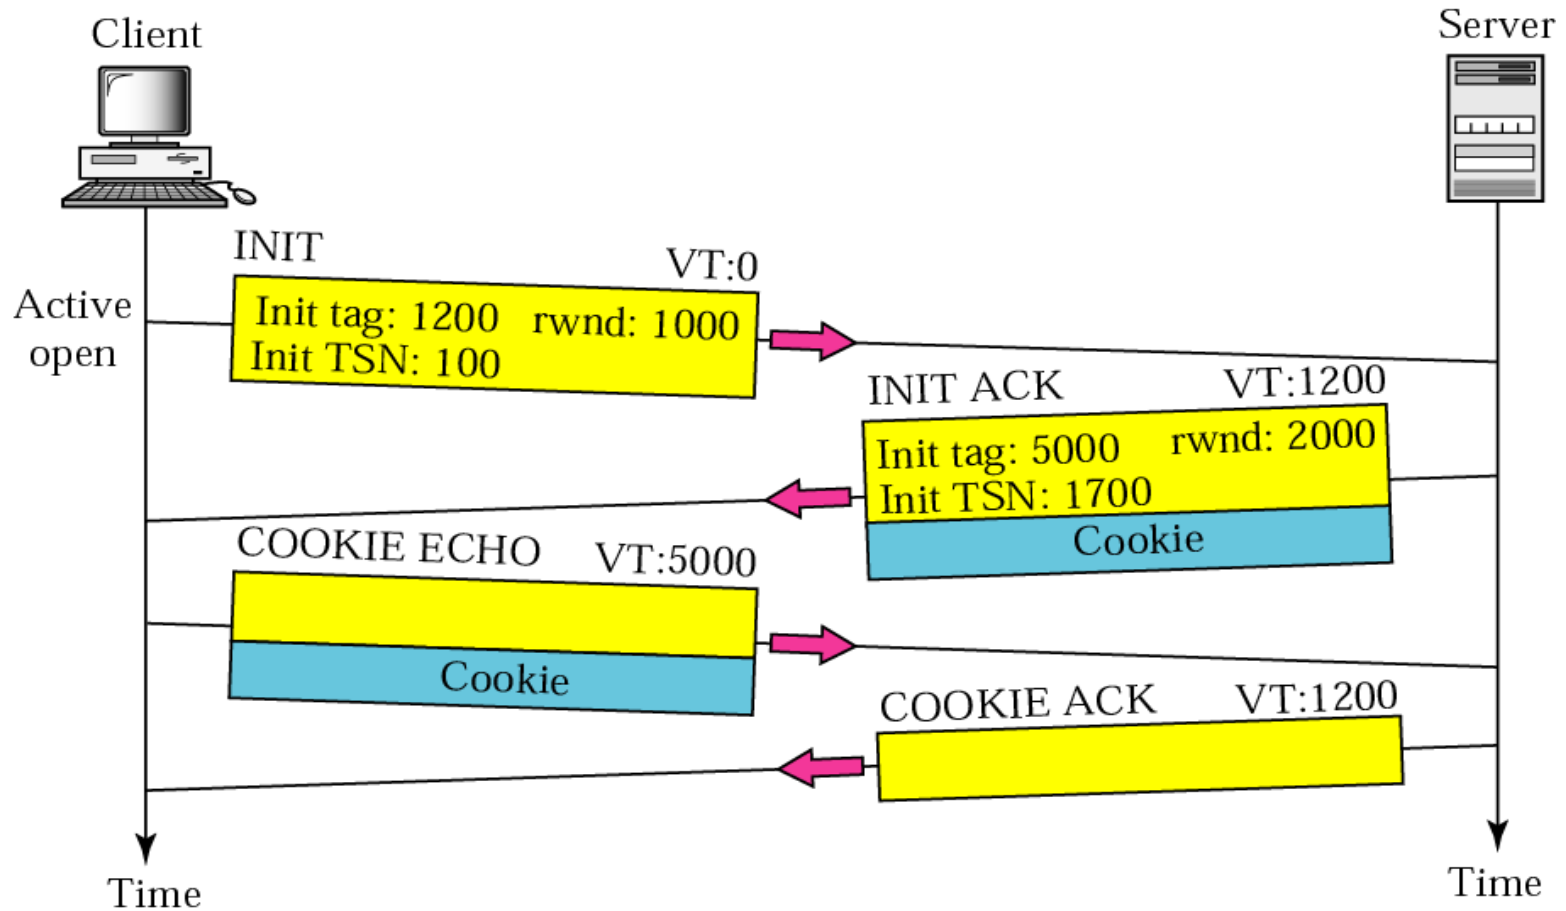 Client
Server
INIT VT:0
Active
open
Init tag: 1200 rwnd: 1000
Init TSN: 100
INIT ACK VT:1200
Init tag: 5000 rwnd: 2000
Init TSN: 1700
Cookie
COOKIE ECHO VT:5000
Cookie
COOKIE ACK VT:1200
Time
Time